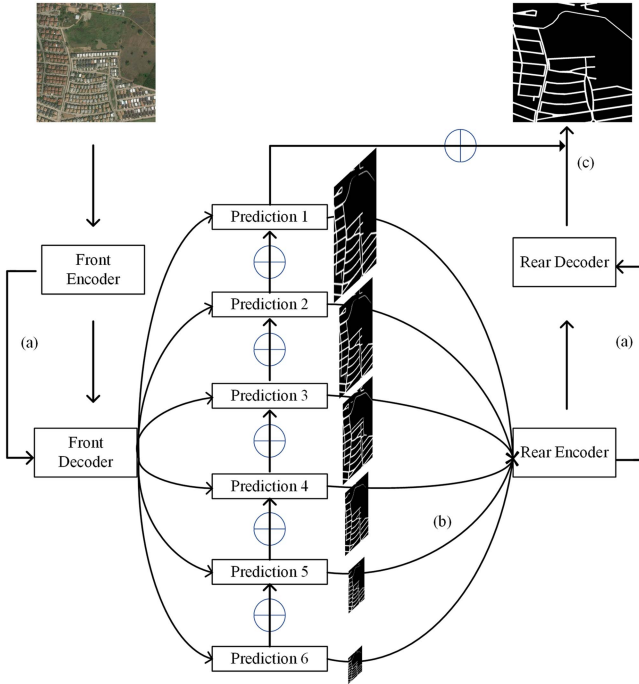 (c)
Prediction 1
Front
Encoder
Rear Decoder
Prediction 2
(a)
(a)
Prediction 3
Front
Decoder
Rear Encoder
Prediction 4
(b)
Prediction 5
Prediction 6